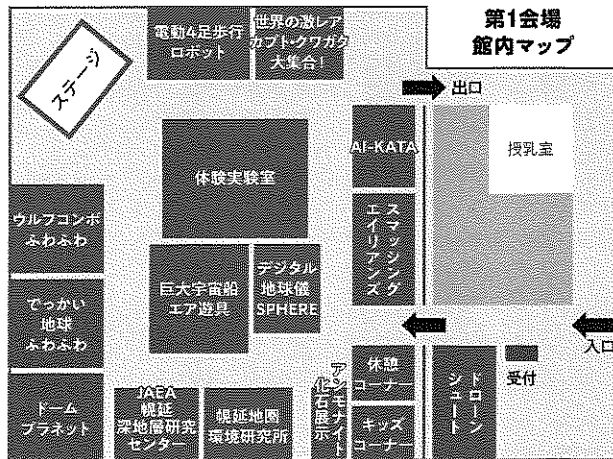 第1会場
館内マップ
電動4足歩行
ロボット
世界の激レア
カブト・クワガタ
大集合!
ステージ
出口
AI-KATA
授乳室
体験実験室
スマッシング
エイリアンズ
ウルフコンボ
ふわふわ
巨大宇宙船
エア遊具
デジタル
地球儀
SPHERE
でっかい
地球
ふわふわ
入口
受付
休憩
コーナー
ドローン
シュート
アンモナイト
化石展示
キッズ
コーナー
ドーム
プラネット
JAEA
幌延
深地層研究
センター
幌延地圏
環境研究所